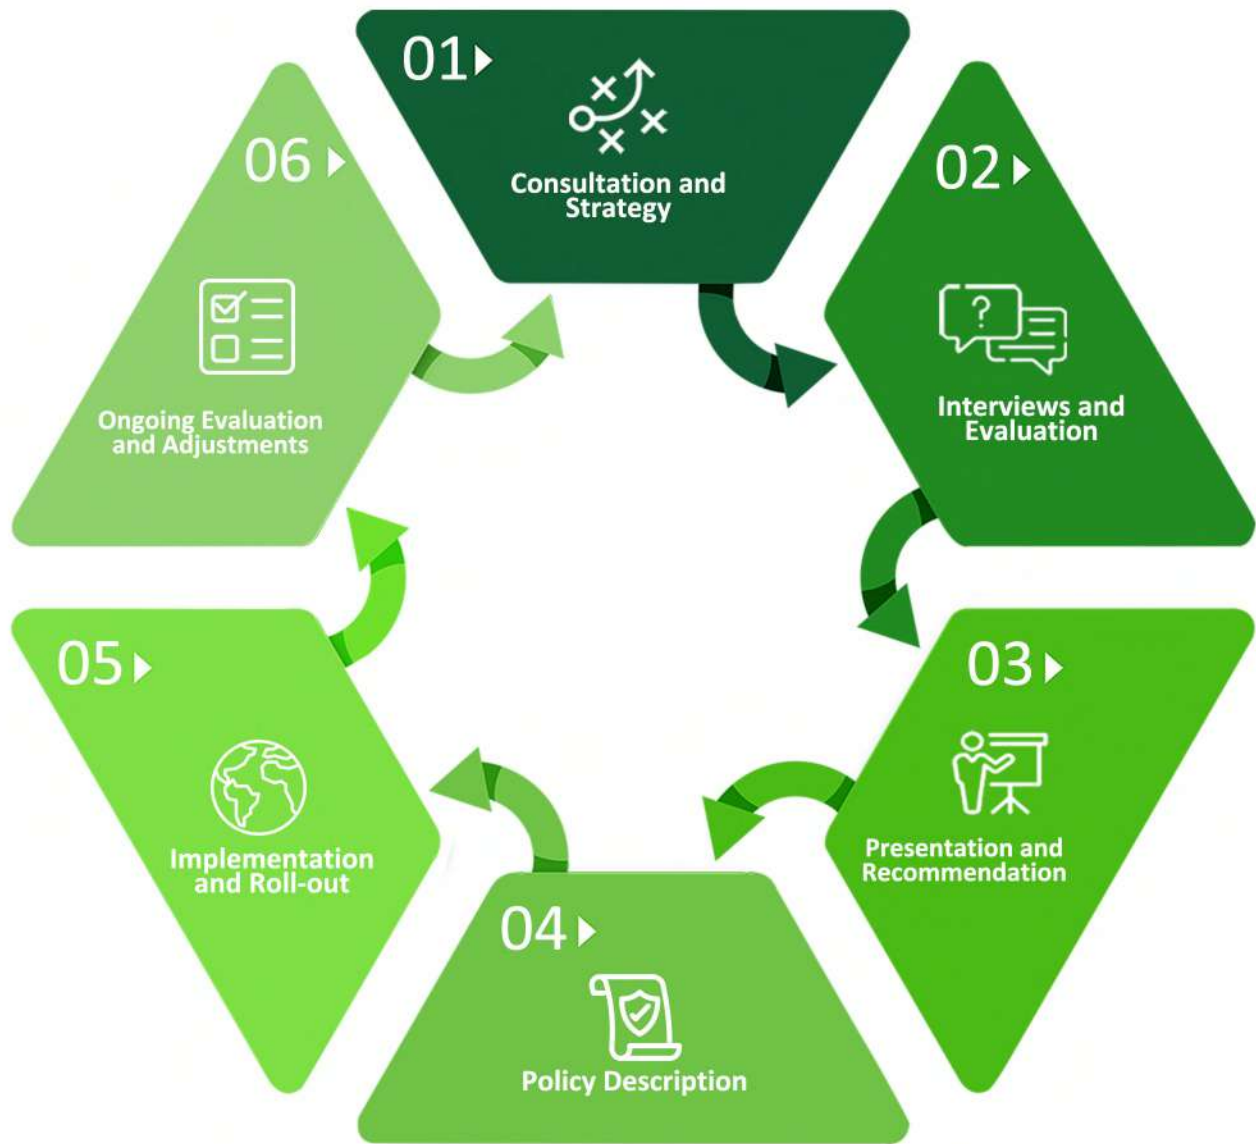 01
Consultation and
Strategy
02
?
Interviews and
Evaluation
03
Presentation and
Recommendation
04
Policy Description
05
Implementation
and Roll-out
06
Ongoing Evaluation
and Adjustments